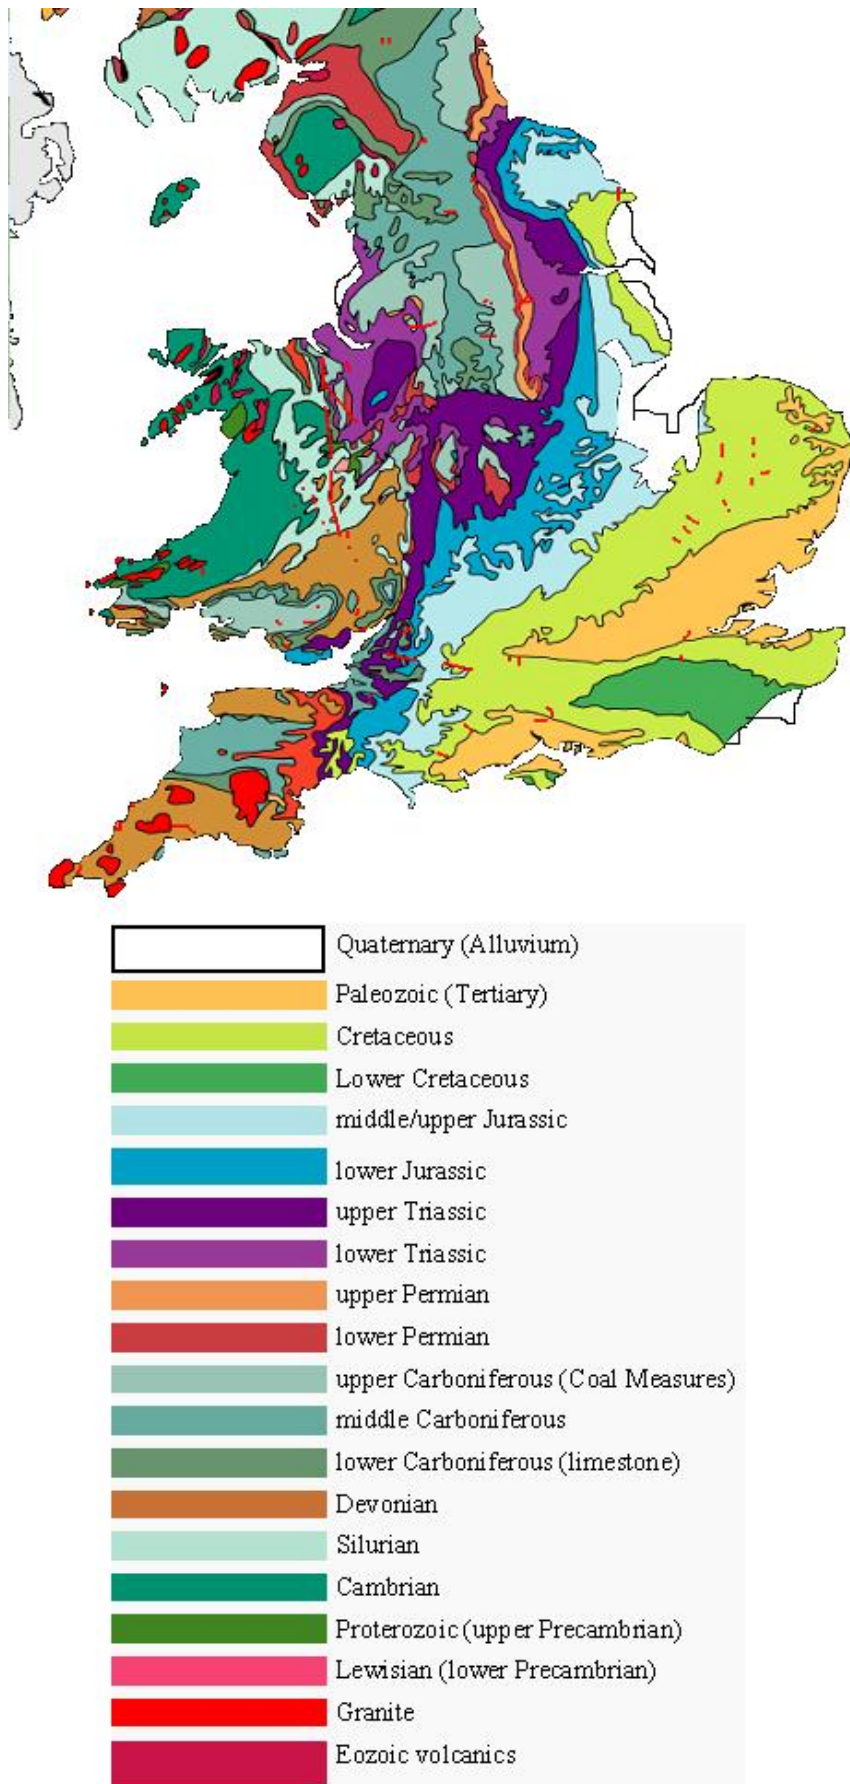 Quaternary (Alluvium)
Paleozoic (Tertiary)
Cretaceous
Lower Cretaceous
middle/upper Jurassic
lower Jurassic
upper Triassic
lower Triassic
upper Permian
lower Permian
upper Carboniferous (Coal Measures)
middle Carboniferous
lower Carboniferous (limestone)
Devonian
Silurian
Cambrian
Proterozoic (upper Precambrian)
Lewisian (lower Precambrian)
Granite
Eozoic volcanics